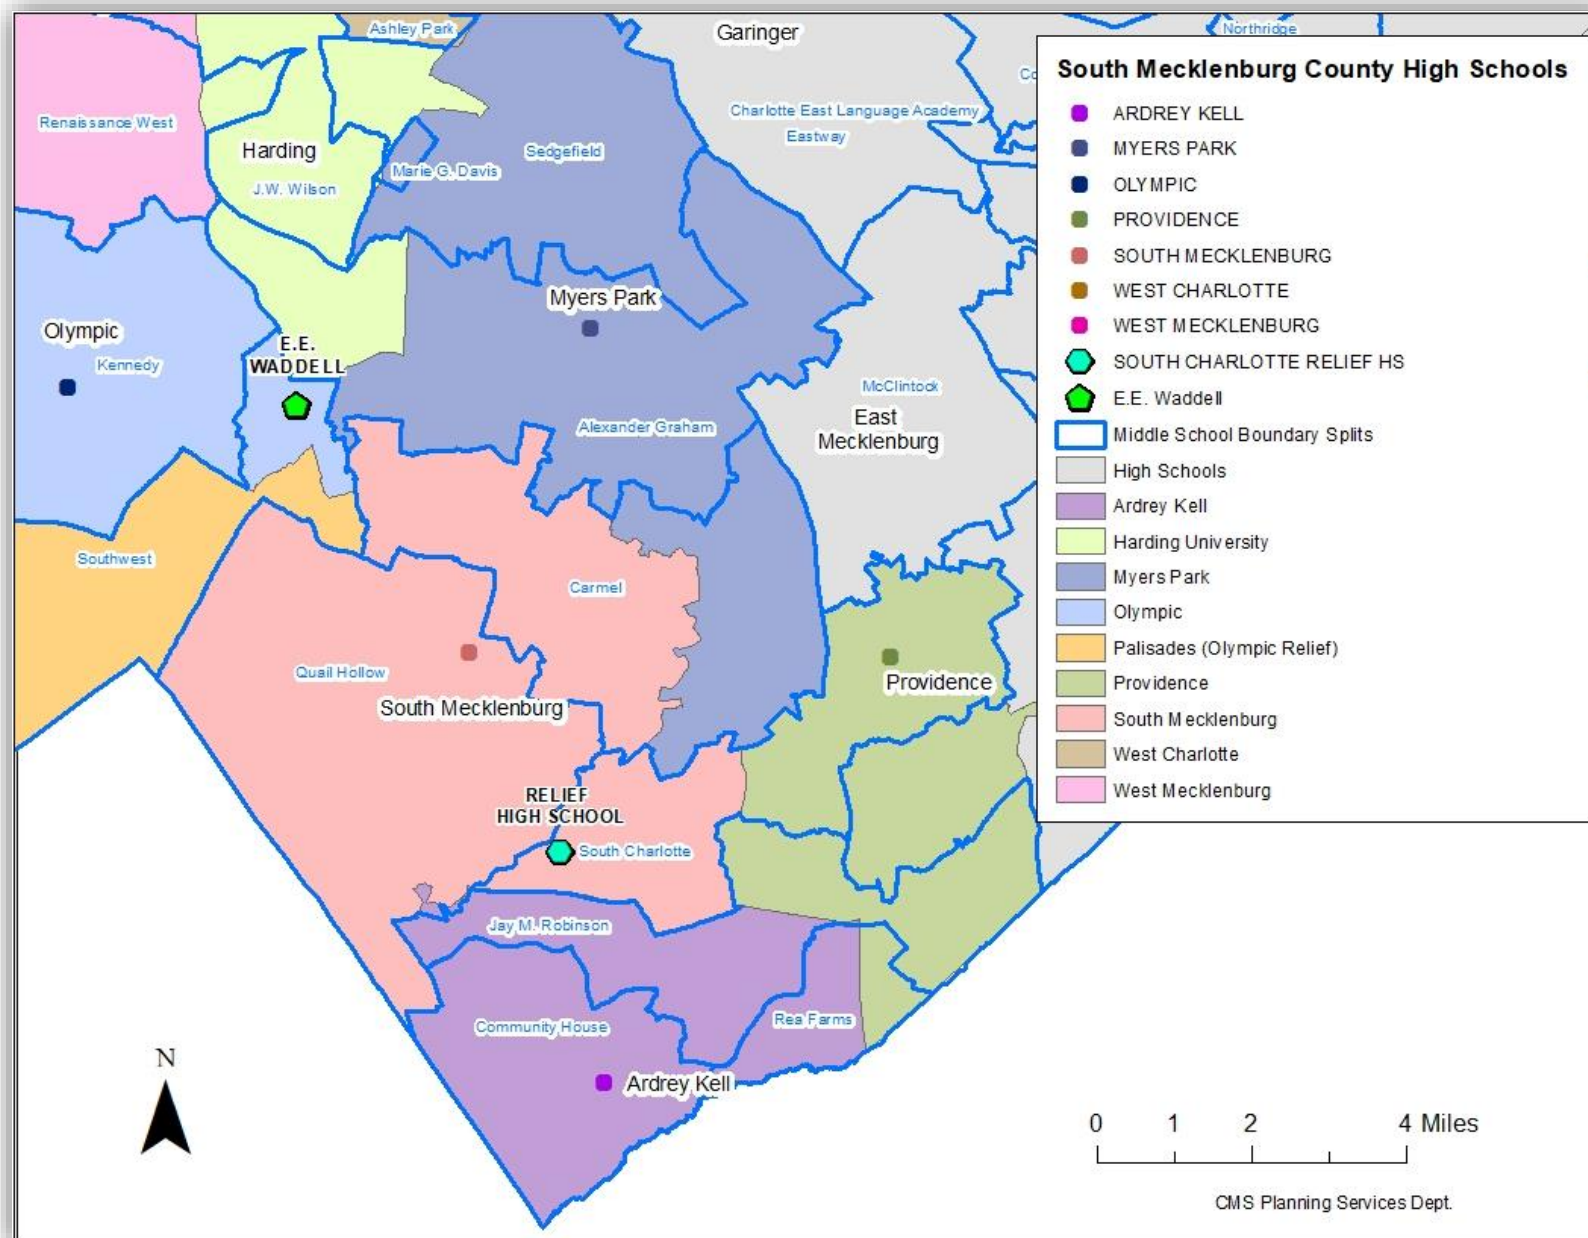 Ashley Park
Garinger
Northridge
Renaissance West
Charlotte East Language Academy
Eastway
Harding
Sedgefield
Marie G. Davis
J.W. Wilson
Myers Park
Olympic
Kennedy
E.E.
WADDELL
McClintock
East
Mecklenburg
Alexander Graham
Southwest
Carmel
Quail Hollow
Providence
South Mecklenburg
RELIEF
HIGH SCHOOL
South Charlotte
Jay M. Robinson
Community House
Rea Farms
Ardrey Kell
South Mecklenburg County High Schools
ARDREY KELL
MYERS PARK
OLYMPIC
PROVIDENCE
SOUTH MECKLENBURG
WEST CHARLOTTE
WEST MECKLENBURG
SOUTH CHARLOTTE RELIEF HS
E.E. Waddell
Middle School Boundary Splits
High Schools
Ardrey Kell
Harding University
Myers Park
Olympic
Palisades (Olympic Relief)
Providence
South Mecklenburg
West Charlotte
West Mecklenburg
N
0 1 2 4 Miles
CMS Planning Services Dept.